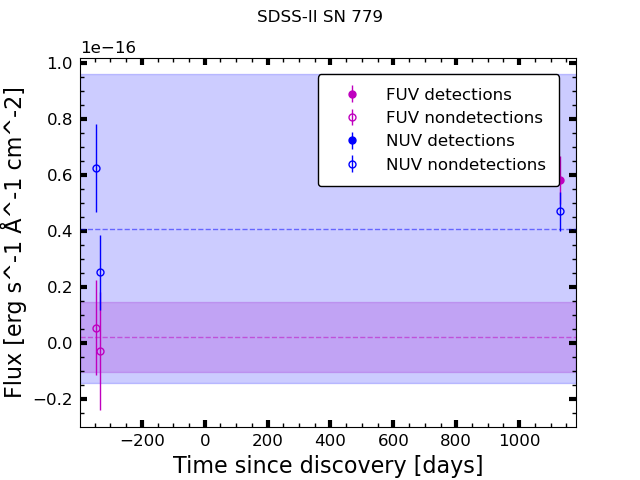 SDSS-II SN 779
1e−16
1.0
0.8
0.6
0.4
0.2
0.0
−0.2
Flux [erg s^-1 Å^-1 cm^-2]
FUV detections
FUV nondetections
NUV detections
NUV nondetections
−200 0 200 400 600 800 1000
Time since discovery [days]